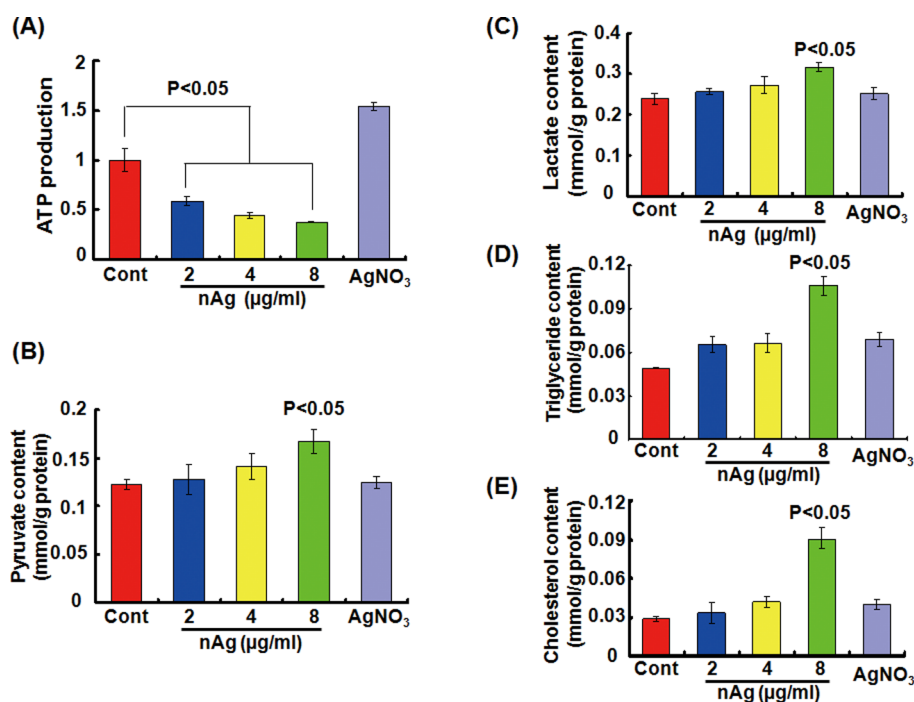 (A)
P<0.05
ATP production
2
1.5
1
0.5
0
Cont
2
4
8
AgNO₃
nAg (μg/ml)
(B)
P<0.05
Pyruvate content
(mmol/g protein)
0.2
0.15
0.1
0.05
0
Cont
2
4
8
AgNO₃
nAg (μg/ml)
(C)
P<0.05
Lactate content
(mmol/g protein)
0.4
0.3
0.2
0.1
0
Cont
2
4
8
AgNO₃
nAg (μg/ml)
(D)
P<0.05
Triglyceride content
(mmol/g protein)
0.12
0.09
0.06
0.03
0
Cont
2
4
8
AgNO₃
nAg (μg/ml)
(E)
P<0.05
Cholesterol content
(mmol/g protein)
0.12
0.09
0.06
0.03
0
Cont
2
4
8
AgNO₃
nAg (μg/ml)